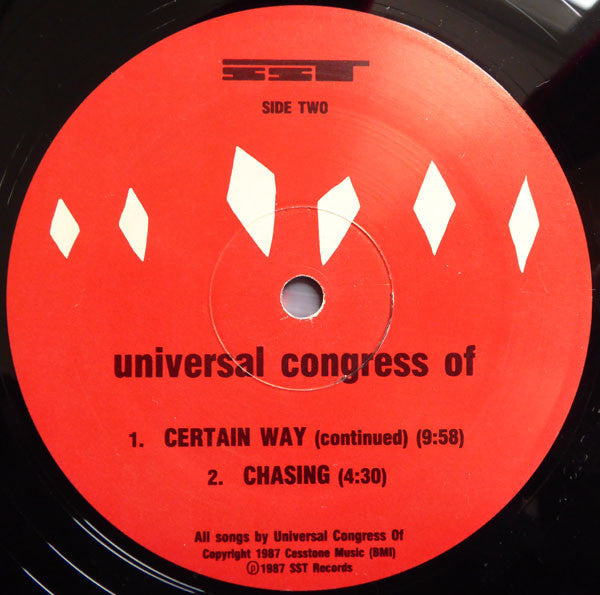 SST
SIDE TWO
universal congress of
1. CERTAIN WAY (continued) (9:58)
2. CHASING (4:30)
All songs by Universal Congress Of
Copyright 1987 Cesstone Music (BMI)
℗1987 SST Records